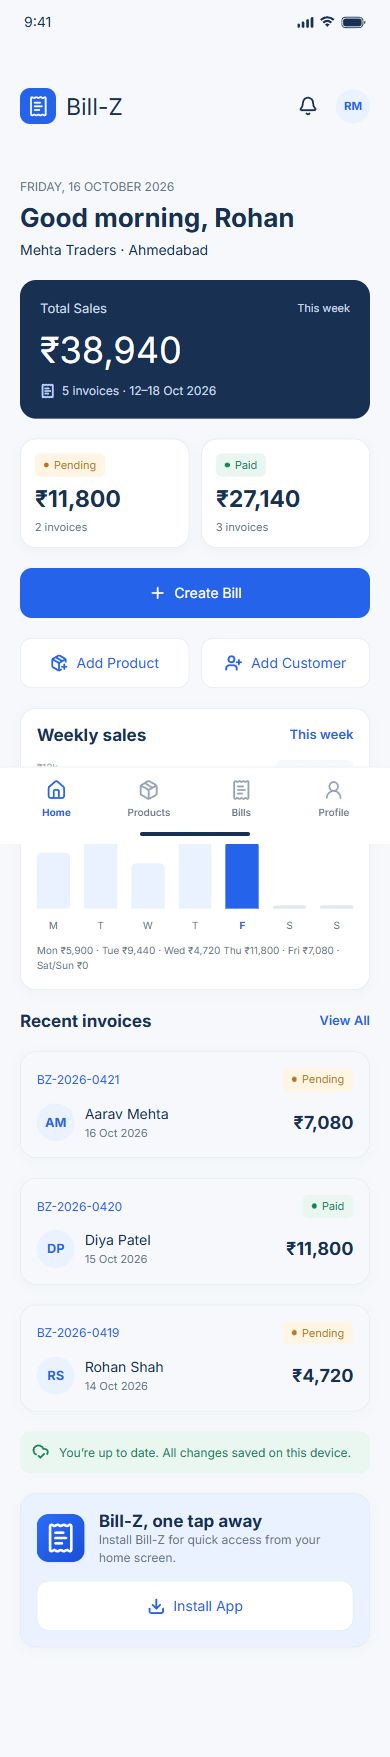 9:41
Bill-Z
RM
FRIDAY, 16 OCTOBER 2026
Good morning, Rohan
Mehta Traders · Ahmedabad
Total Sales
This week
₹38,940
5 invoices · 12–18 Oct 2026
Pending
Paid
₹11,800
₹27,140
2 invoices
3 invoices
Create Bill
Add Product
Add Customer
Weekly sales
This week
Home
Products
Bills
Profile
M
T
W
T
F
S
S
Mon ₹5,900 · Tue ₹9,440 · Wed ₹4,720 Thu ₹11,800 · Fri ₹7,080 ·
Sat/Sun ₹0
Recent invoices
View All
BZ-2026-0421
Pending
AM
Aarav Mehta
16 Oct 2026
₹7,080
BZ-2026-0420
Paid
DP
Diya Patel
15 Oct 2026
₹11,800
BZ-2026-0419
Pending
RS
Rohan Shah
14 Oct 2026
₹4,720
You're up to date. All changes saved on this device.
Bill-Z, one tap away
Install Bill-Z for quick access from your
home screen.
Install App